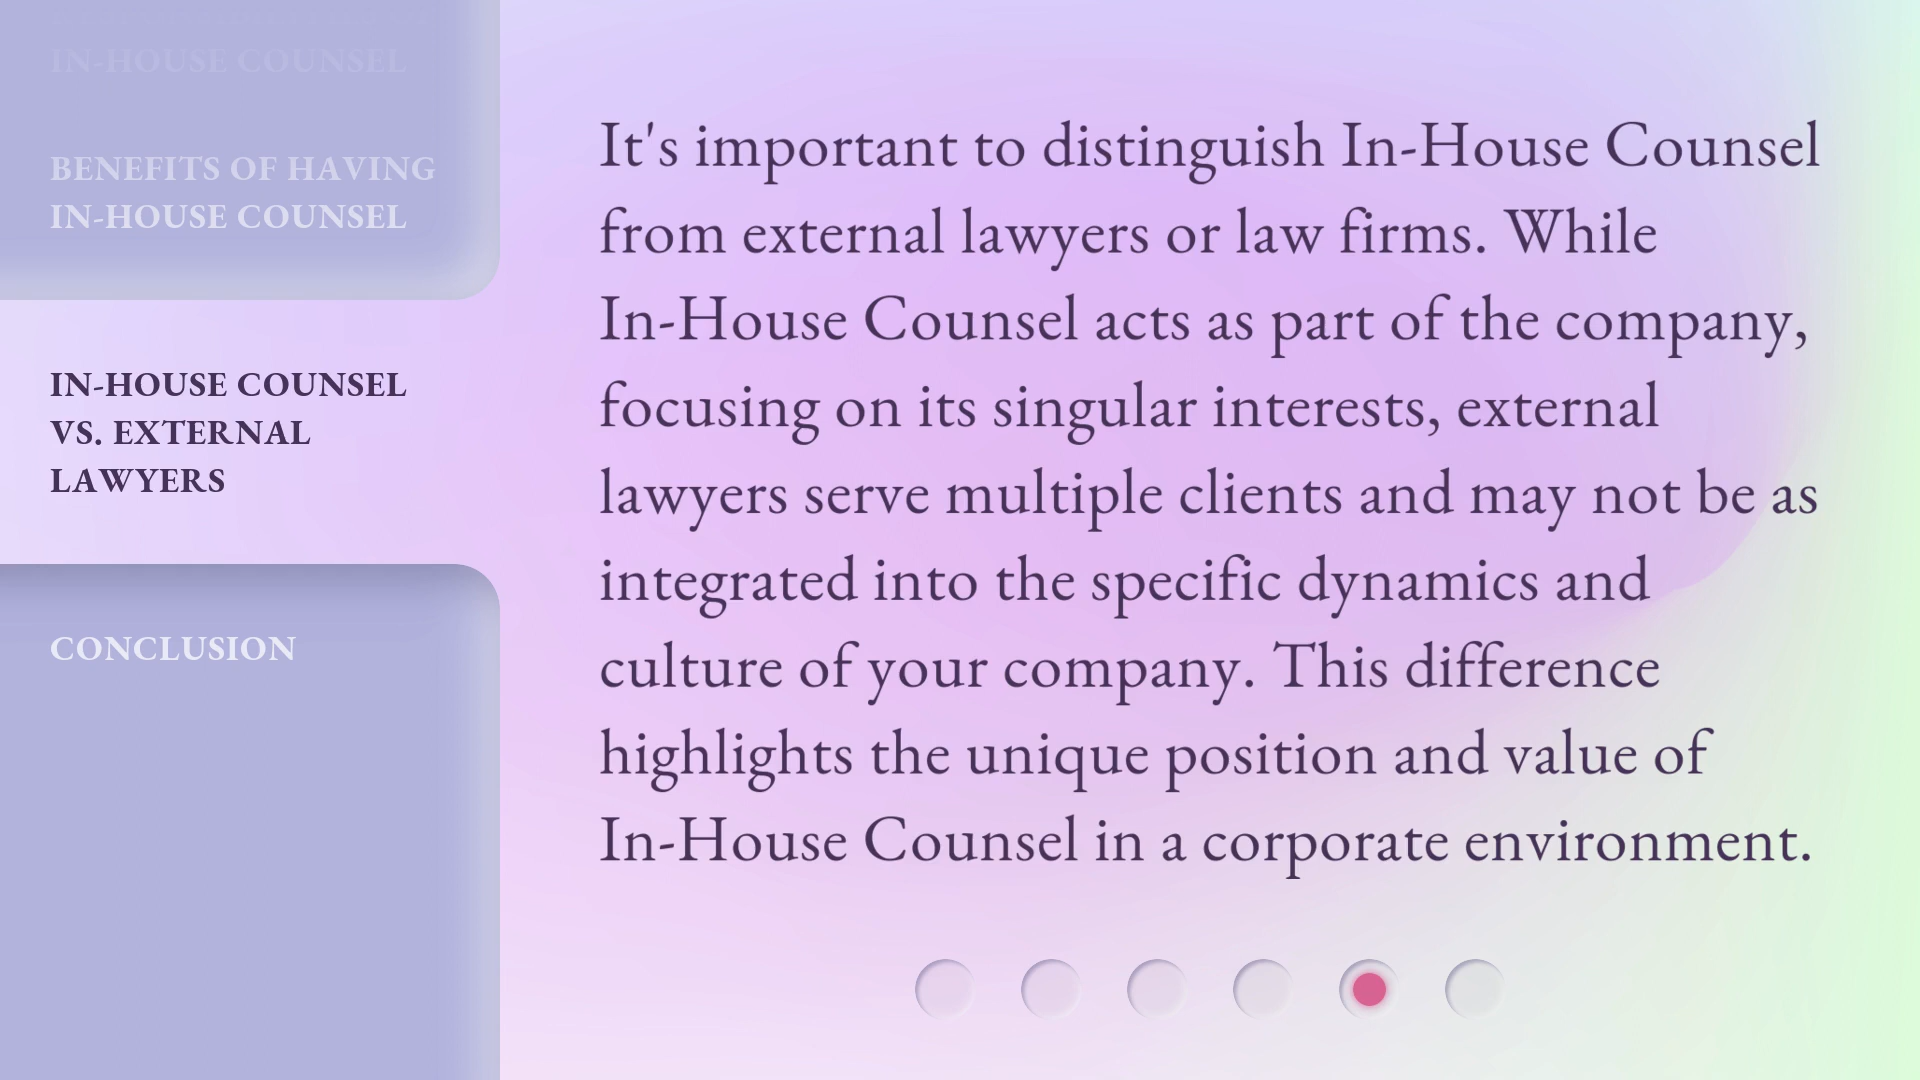 IN-HOUSE COUNSEL
BENEFITS OF HAVING
IN-HOUSE COUNSEL
IN-HOUSE COUNSEL
VS. EXTERNAL
LAWYERS
CONCLUSION
It's important to distinguish In-House Counsel
from external lawyers or law firms. While
In-House Counsel acts as part of the company,
focusing on its singular interests, external
lawyers serve multiple clients and may not be as
integrated into the specific dynamics and
culture of your company. This difference
highlights the unique position and value of
In-House Counsel in a corporate environment.